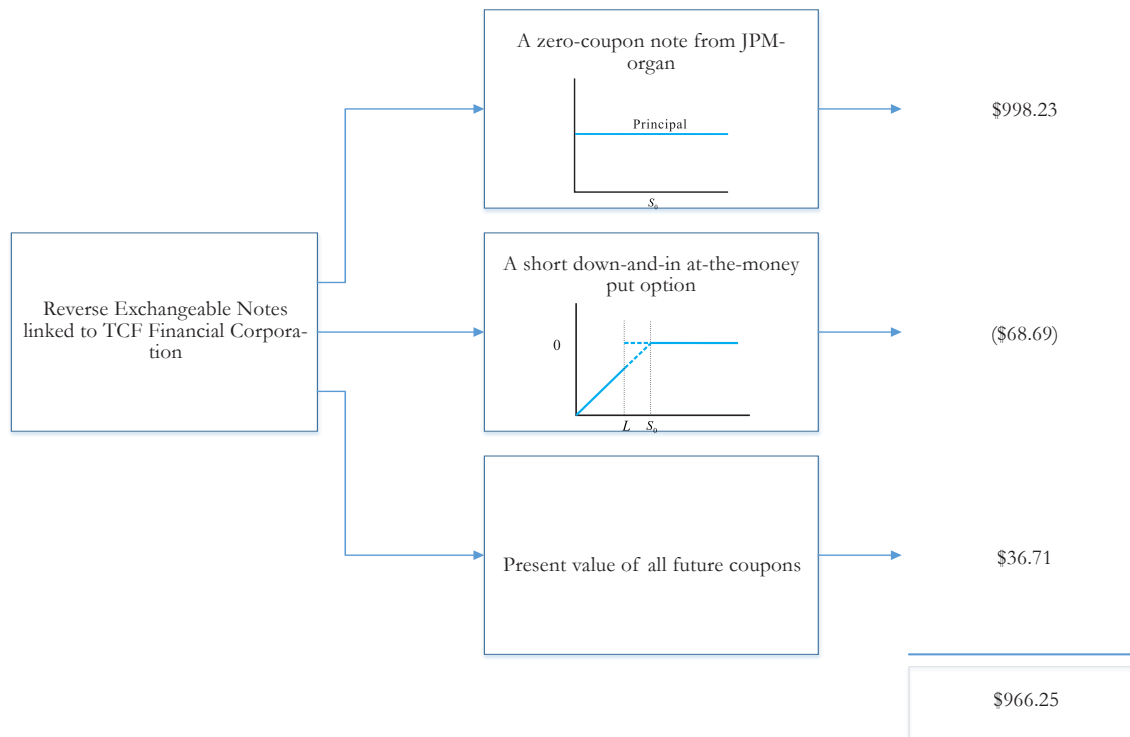 A zero-coupon note from JPM-
organ
Principal
S₀
$998.23
Reverse Exchangeable Notes
linked to TCF Financial Corpora-
tion
A short down-and-in at-the-money
put option
0
L S₀
($68.69)
Present value of all future coupons
$36.71
$966.25